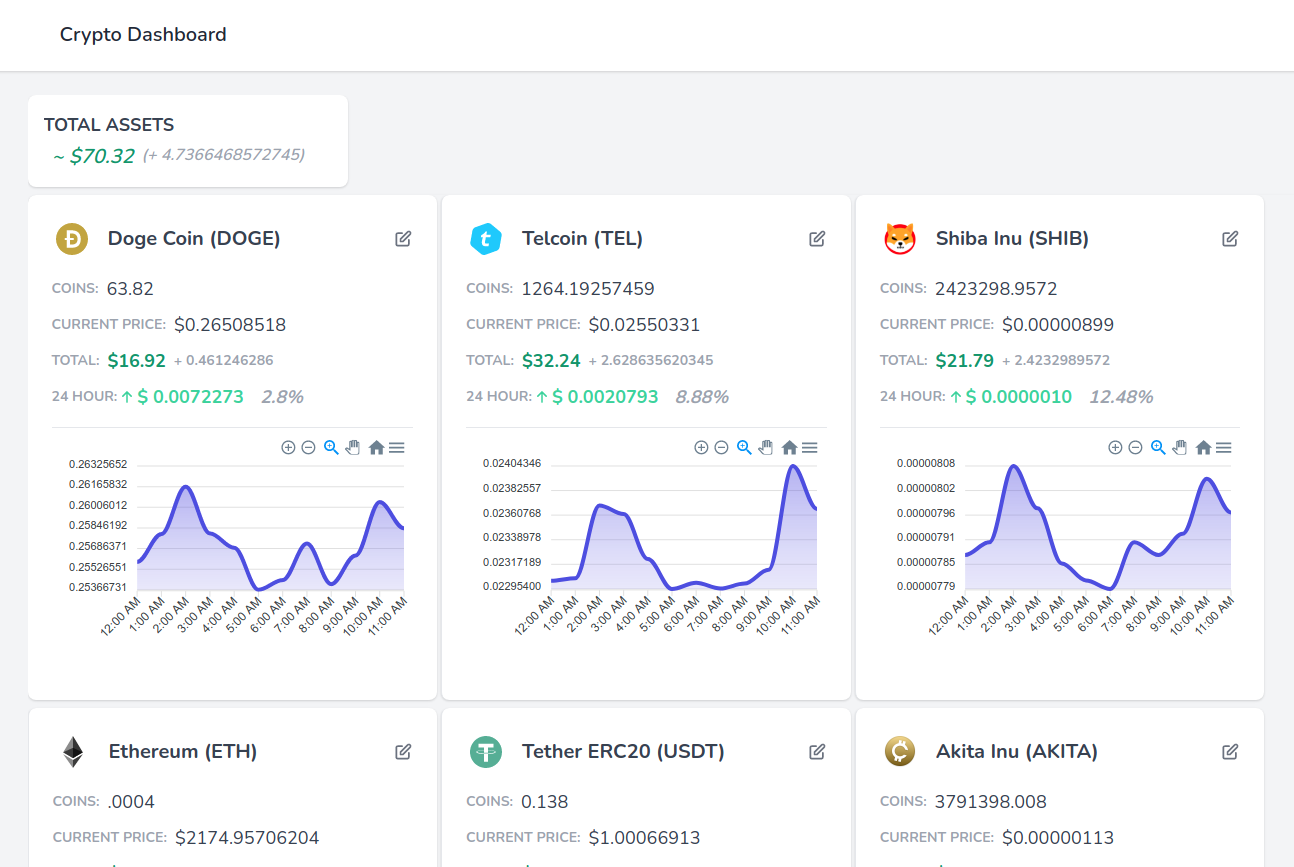 Crypto Dashboard
TOTAL ASSETS
~ $70.32 (+ 4.7366468572745)
Doge Coin (DOGE)
COINS: 63.82
CURRENT PRICE: $0.26508518
TOTAL: $16.92 + 0.461246286
24 HOUR: ↑ $ 0.0072273 2.8%
0.26325652
0.26165832
0.26006012
0.25846192
0.25686371
0.25526551
0.25366731
12:00 AM
1:00 AM
2:00 AM
3:00 AM
4:00 AM
5:00 AM
6:00 AM
7:00 AM
8:00 AM
9:00 AM
10:00 AM
11:00 AM
Telcoin (TEL)
COINS: 1264.19257459
CURRENT PRICE: $0.02550331
TOTAL: $32.24 + 2.628635620345
24 HOUR: ↑ $ 0.0020793 8.88%
0.02404346
0.02382557
0.02360768
0.02338978
0.02317189
0.02295400
12:00 AM
1:00 AM
2:00 AM
3:00 AM
4:00 AM
5:00 AM
6:00 AM
7:00 AM
8:00 AM
9:00 AM
10:00 AM
11:00 AM
Shiba Inu (SHIB)
COINS: 2423298.9572
CURRENT PRICE: $0.00000899
TOTAL: $21.79 + 2.4232989572
24 HOUR: ↑ $ 0.0000010 12.48%
0.00000808
0.00000802
0.00000796
0.00000791
0.00000785
0.00000779
12:00 AM
1:00 AM
2:00 AM
3:00 AM
4:00 AM
5:00 AM
6:00 AM
7:00 AM
8:00 AM
9:00 AM
10:00 AM
11:00 AM
Ethereum (ETH)
COINS: .0004
CURRENT PRICE: $2174.95706204
Tether ERC20 (USDT)
COINS: 0.138
CURRENT PRICE: $1.00066913
Akita Inu (AKITA)
COINS: 3791398.008
CURRENT PRICE: $0.00000113